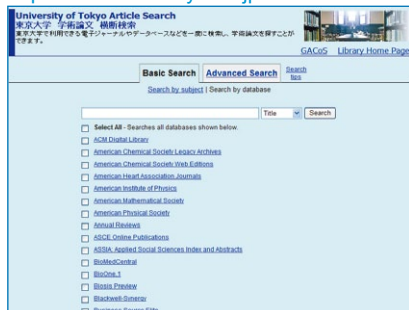 University of Tokyo Article Search
東京大学 学術論文 横断検索
東京大学で利用できる電子ジャーナルやデータベースなどを一度に検索し、学術論文を探すことが
できます。
GACoS Library Home Page
Basic Search Advanced Search Search tips
Search by subject | Search by database
Title Search
Select All - Searches all databases shown below.
ACM Digital Library
American Chemical Society Legacy Archives
American Chemical Society Web Editions
American Heart Association Journals
American Institute of Physics
American Mathematical Society
American Physical Society
Annual Reviews
ASCE Online Publications
ASSIA: Applied Social Sciences Index and Abstracts
BioMedCentral
BioOne.1
Biosis Preview
Blackwell-Synergy